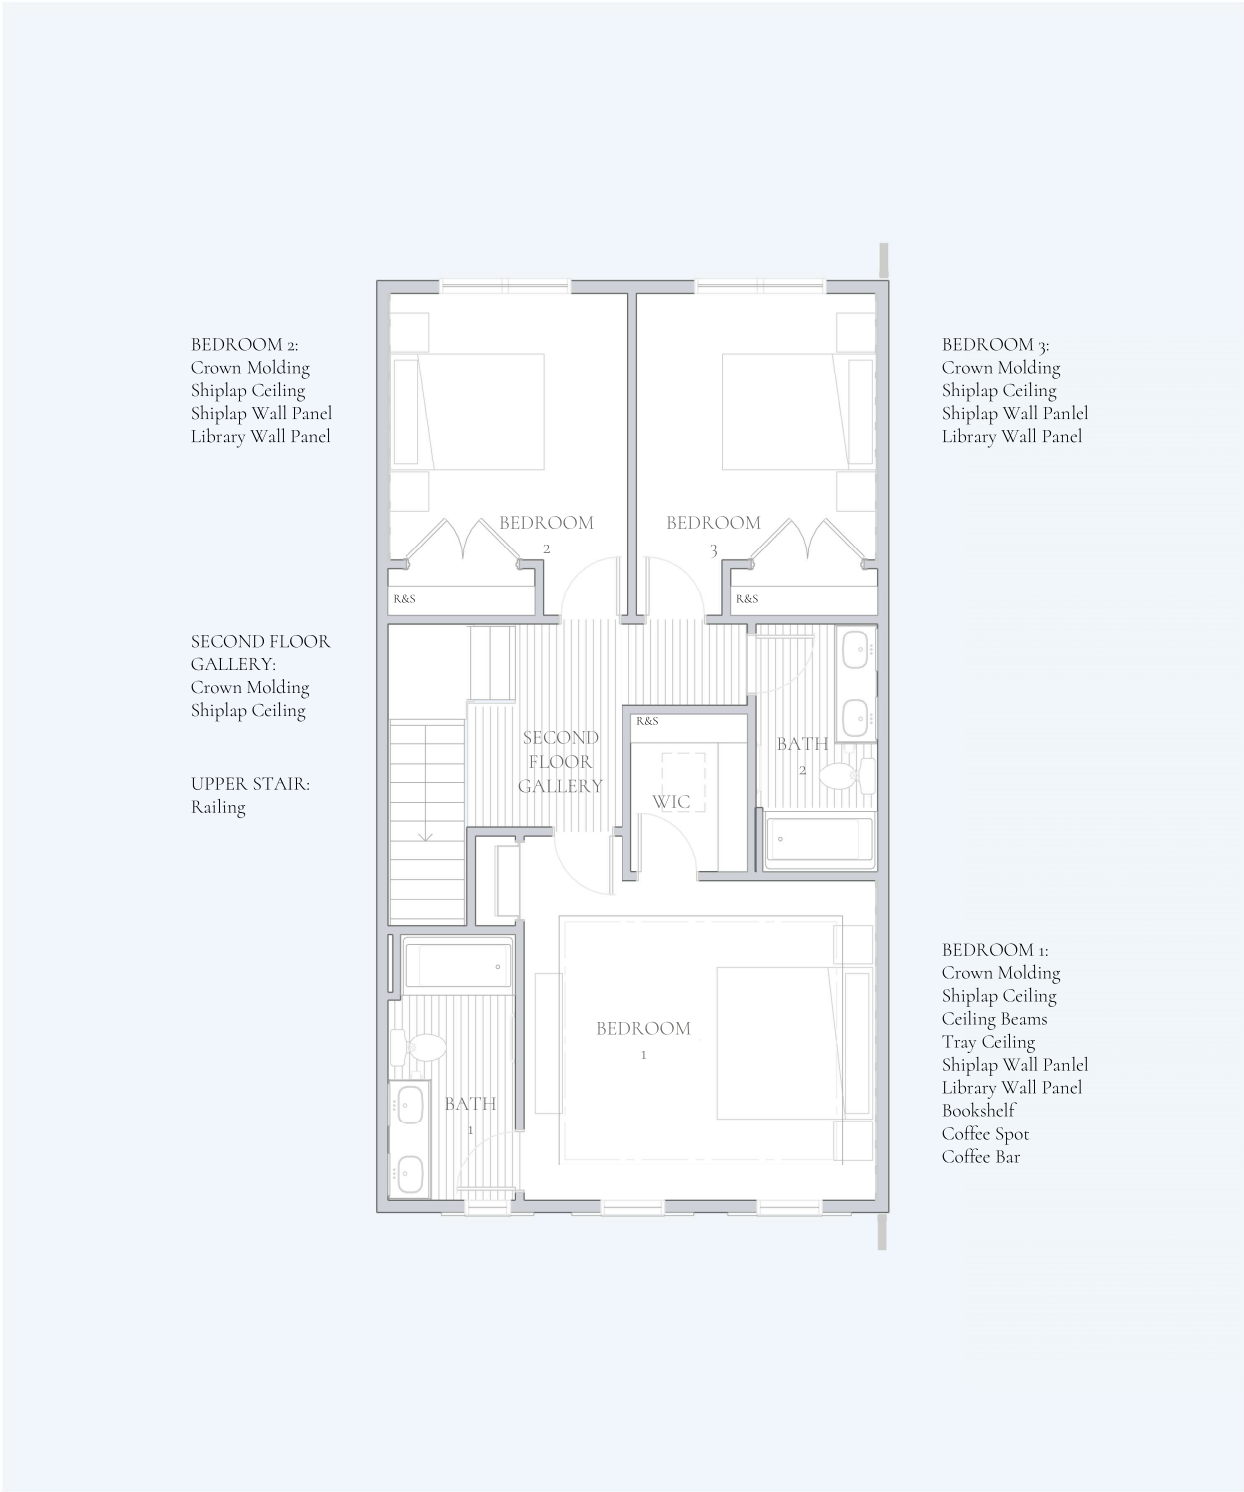 BEDROOM 2:
Crown Molding
Shiplap Ceiling
Shiplap Wall Panel
Library Wall Panel
BEDROOM 3:
Crown Molding
Shiplap Ceiling
Shiplap Wall Panlel
Library Wall Panel
BEDROOM
2
BEDROOM
3
R&S
R&S
SECOND FLOOR
GALLERY:
Crown Molding
Shiplap Ceiling
UPPER STAIR:
Railing
R&S
SECOND
FLOOR
GALLERY
WIC
BATH
2
BEDROOM 1:
Crown Molding
Shiplap Ceiling
Ceiling Beams
Tray Ceiling
Shiplap Wall Panlel
Library Wall Panel
Bookshelf
Coffee Spot
Coffee Bar
BEDROOM
1
BATH
1